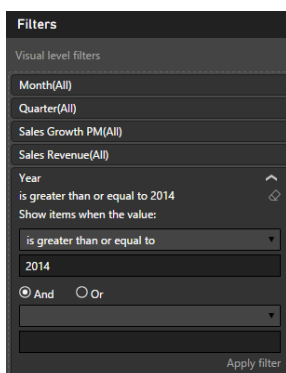 Filters
Visual level filters
Month(All)
Quarter(All)
Sales Growth PM(All)
Sales Revenue(All)
Year
is greater than or equal to 2014
Show items when the value:
is greater than or equal to
2014
And Or
Apply filter